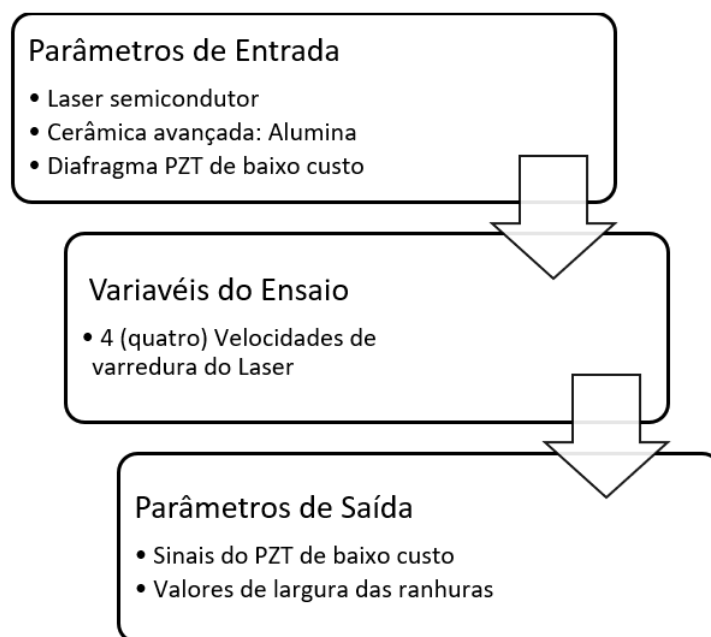 Parâmetros de Entrada
• Laser semicondutor
• Cerâmica avançada: Alumina
• Diafragma PZT de baixo custo
Variavéis do Ensaio
• 4 (quatro) Velocidades de
varredura do Laser
Parâmetros de Saída
• Sinais do PZT de baixo custo
• Valores de largura das ranhuras